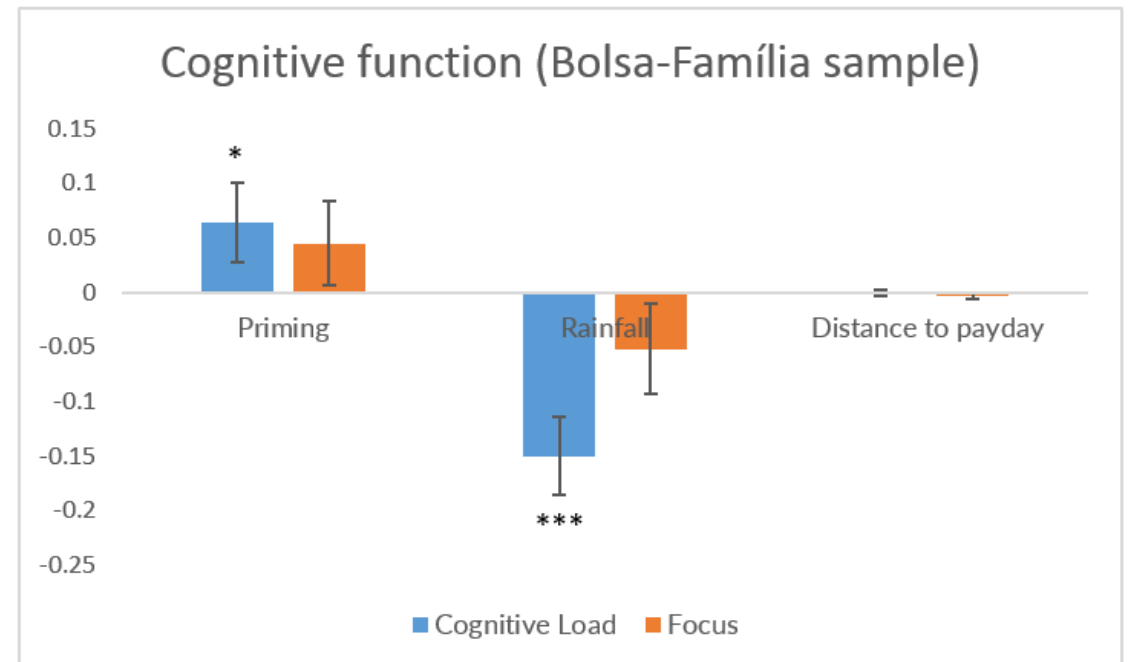 Cognitive function (Bolsa-Família sample)
0.15
*
0.1
0.05
0
Priming
Rainfall
Distance to payday
-0.05
-0.1
-0.15
-0.2
***
-0.25
Cognitive Load
Focus